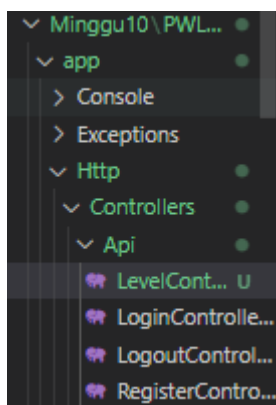 Minggu10\PWL...
app
Console
Exceptions
Http
Controllers
Api
LevelCont... U
LoginControlle...
LogoutControl...
RegisterContro...